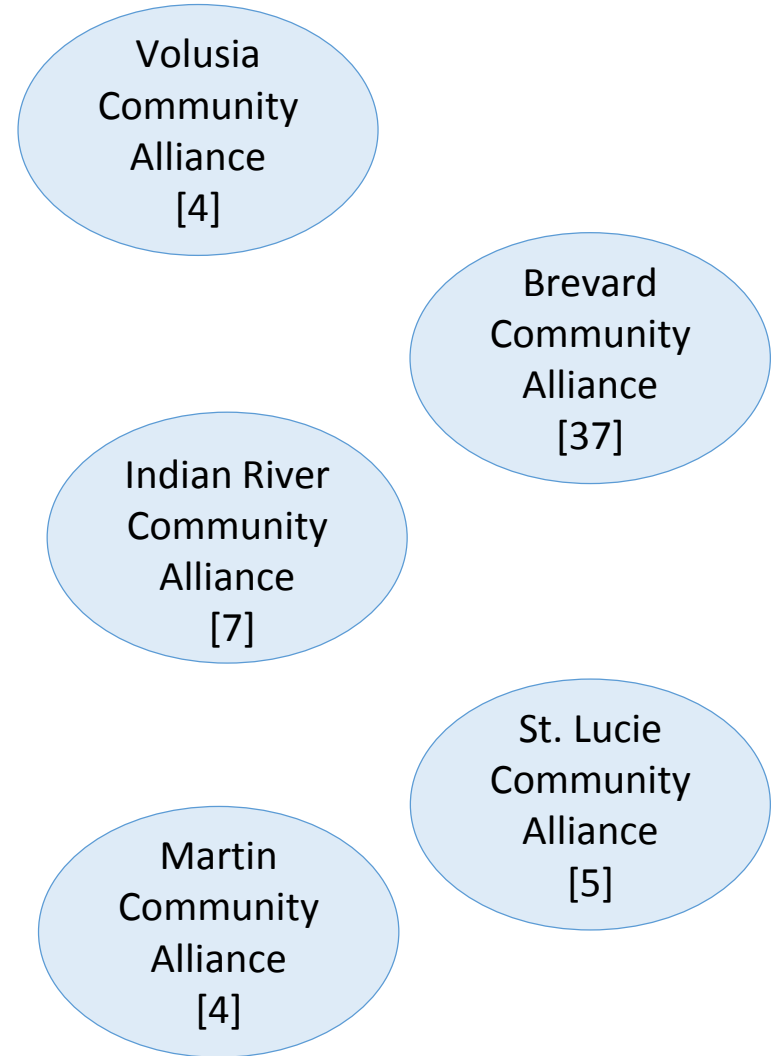 Volusia
Community
Alliance
[4]
Brevard
Community
Alliance
[37]
Indian River
Community
Alliance
[7]
St. Lucie
Community
Alliance
[5]
Martin
Community
Alliance
[4]